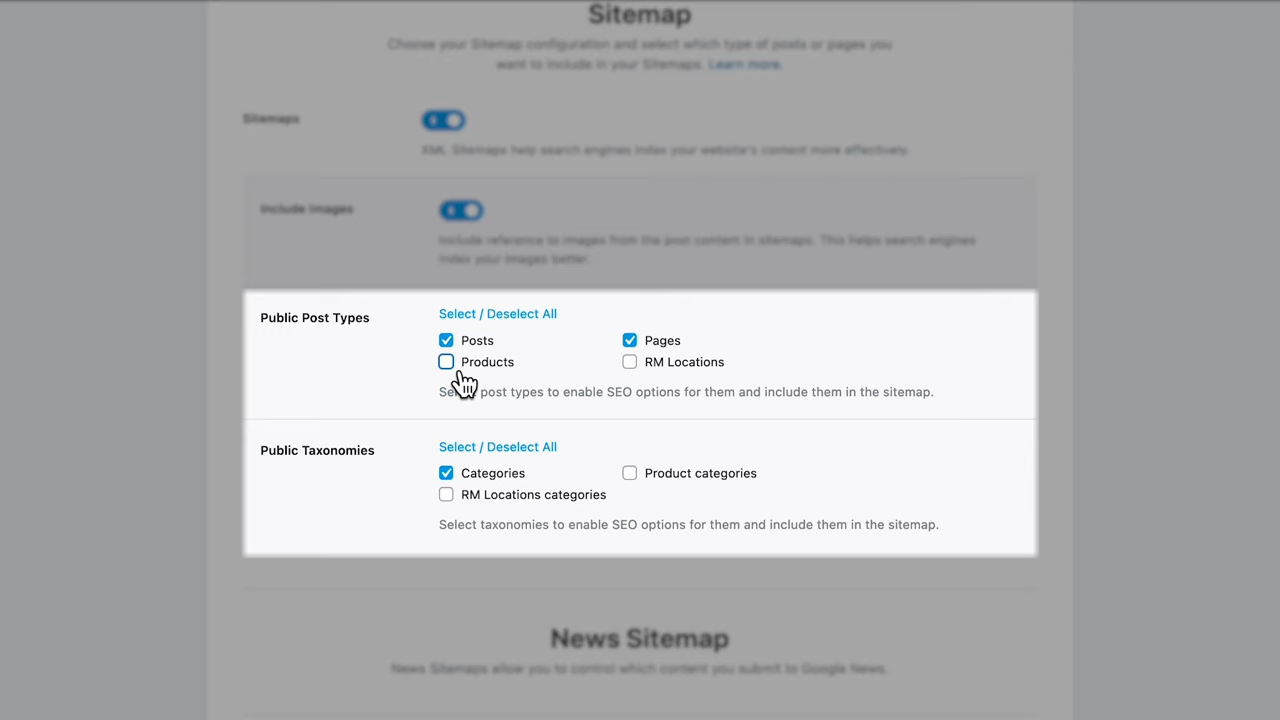 Sitemap
Choose your Sitemap configuration and select which type of posts or pages you
want to include in your Sitemaps. Learn more.
Sitemaps
XML Sitemaps help search engines index your website's content more effectively.
Include Images
Include reference to images from the post content in sitemaps. This helps search engines
index your images better.
Public Post Types
Select / Deselect All
Posts
Pages
Products
RM Locations
post types to enable SEO options for them and include them in the sitemap.
Public Taxonomies
Select / Deselect All
Categories
Product categories
RM Locations categories
Select taxonomies to enable SEO options for them and include them in the sitemap.
News Sitemap
News Sitemaps allow you to control which content you submit to Google News.